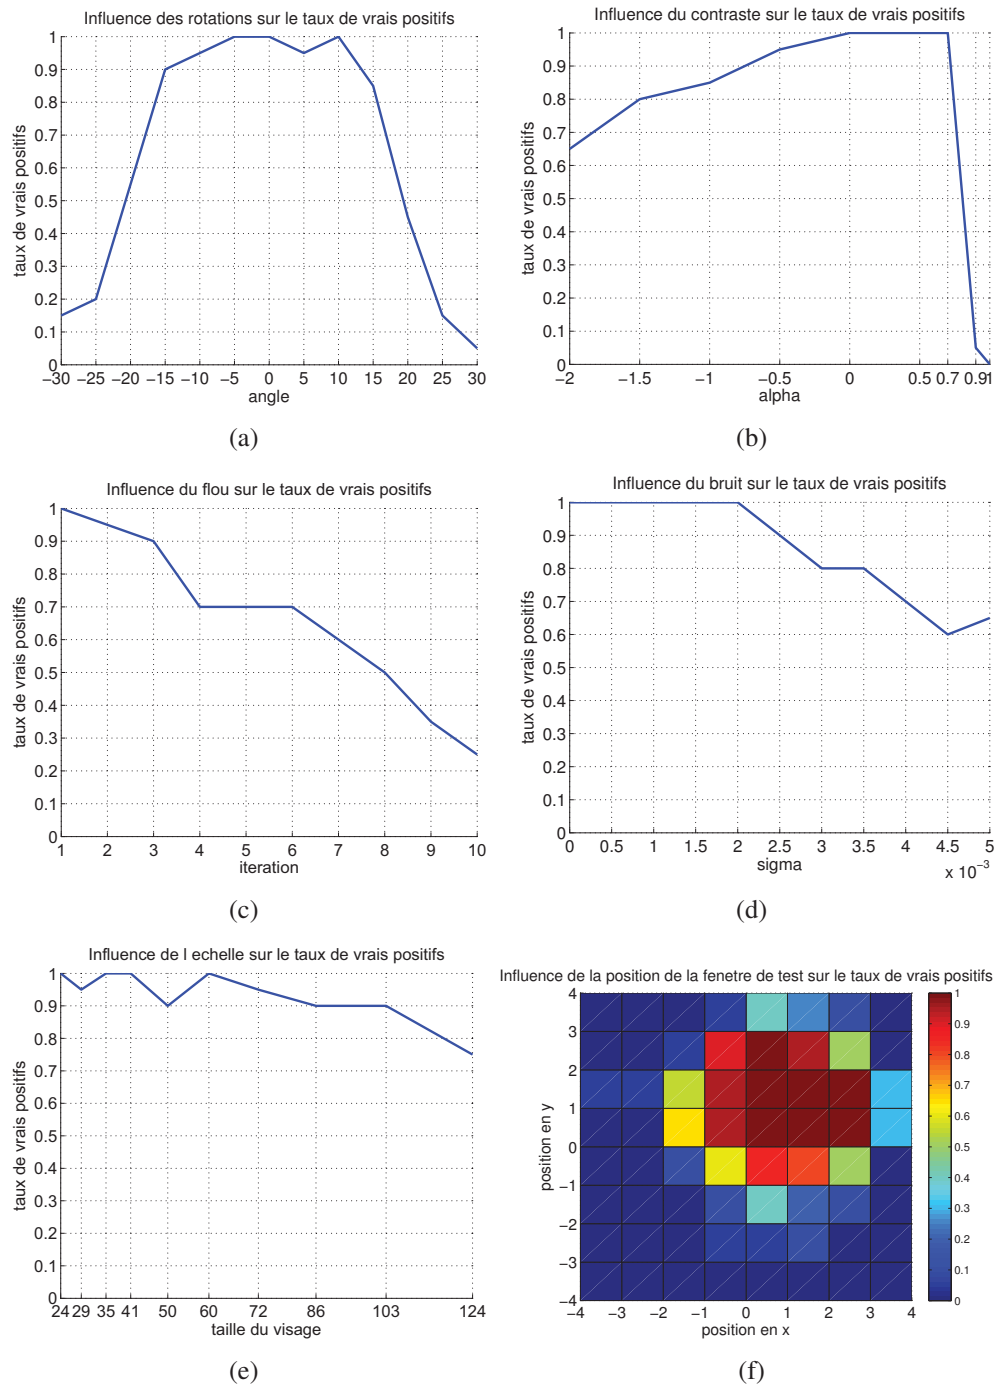 Influence des rotations sur le taux de vrais positifs
1
0.9
0.8
0.7
0.6
0.5
0.4
0.3
0.2
0.1
0
taux de vrais positifs
−30 −25 −20 −15 −10 −5 0 5 10 15 20 25 30
angle
(a)
Influence du contraste sur le taux de vrais positifs
1
0.9
0.8
0.7
0.6
0.5
0.4
0.3
0.2
0.1
0
taux de vrais positifs
−2 −1.5 −1 −0.5 0 0.5 0.7 0.9 1
alpha
(b)
Influence du flou sur le taux de vrais positifs
1
0.9
0.8
0.7
0.6
0.5
0.4
0.3
0.2
0.1
0
taux de vrais positifs
1 2 3 4 5 6 7 8 9 10
iteration
(c)
Influence du bruit sur le taux de vrais positifs
1
0.9
0.8
0.7
0.6
0.5
0.4
0.3
0.2
0.1
0
taux de vrais positifs
0 0.5 1 1.5 2 2.5 3 3.5 4 4.5 5
sigma
x 10⁻³
(d)
Influence de l echelle sur le taux de vrais positifs
1
0.9
0.8
0.7
0.6
0.5
0.4
0.3
0.2
0.1
0
taux de vrais positifs
24 29 35 41 50 60 72 86 103 124
taille du visage
(e)
Influence de la position de la fenetre de test sur le taux de vrais positifs
4
3
2
1
0
−1
−2
−3
−4
position en y
−4 −3 −2 −1 0 1 2 3 4
position en x
1
0.9
0.8
0.7
0.6
0.5
0.4
0.3
0.2
0.1
0
(f)